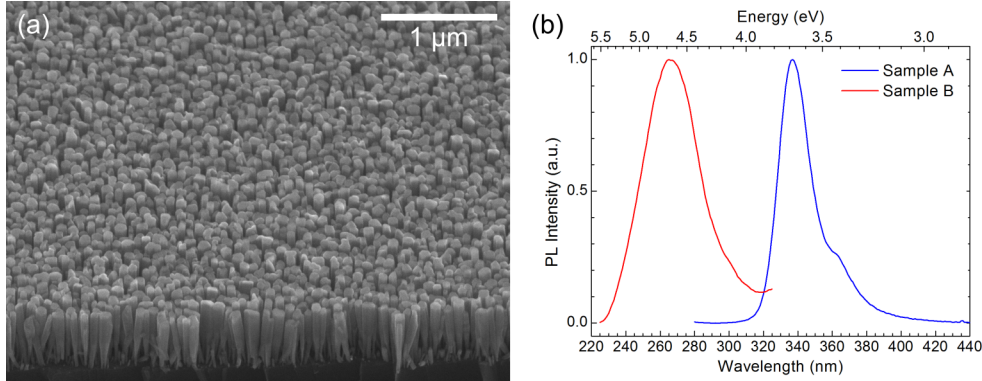 (a)
1 µm
(b)
Energy (eV)
5.5 5.0 4.5 4.0 3.5 3.0
1.0
0.5
0.0
PL Intensity (a.u.)
Sample A
Sample B
220 240 260 280 300 320 340 360 380 400 420 440
Wavelength (nm)